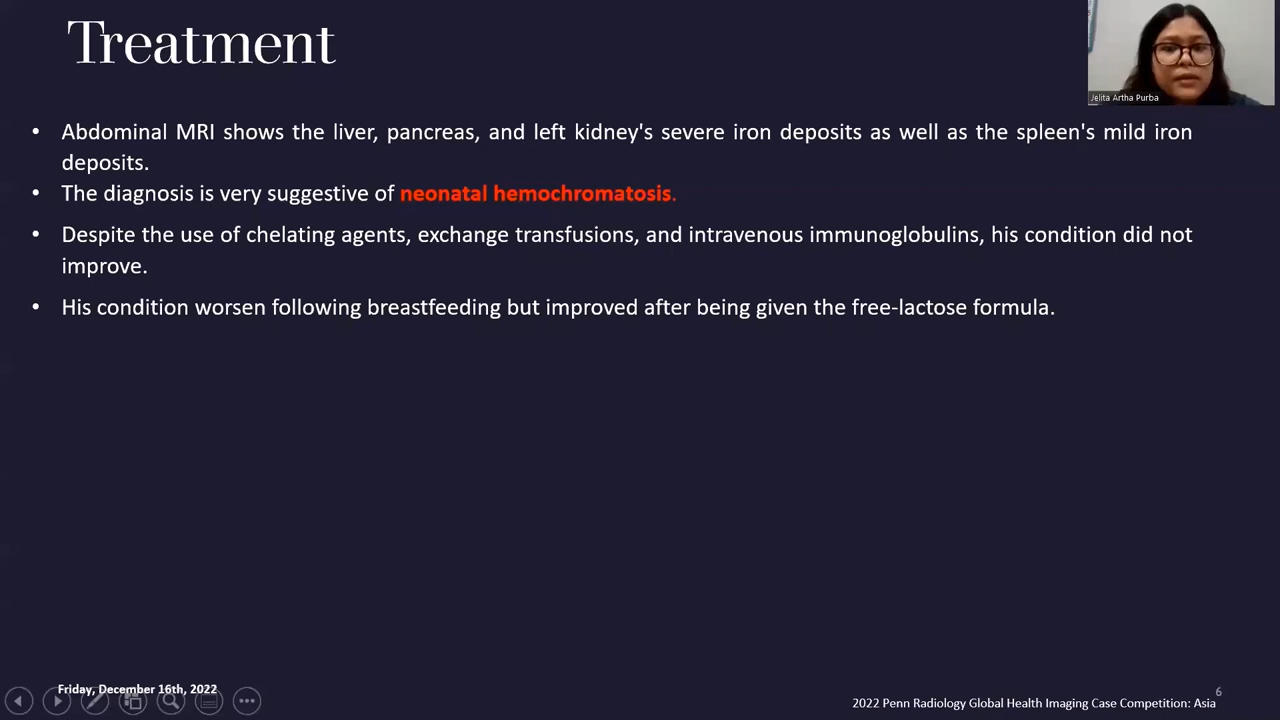 Treatment
Jelita Artha Purba
• Abdominal MRI shows the liver, pancreas, and left kidney's severe iron deposits as well as the spleen's mild iron
deposits.
• The diagnosis is very suggestive of neonatal hemochromatosis.
• Despite the use of chelating agents, exchange transfusions, and intravenous immunoglobulins, his condition did not
improve.
• His condition worsen following breastfeeding but improved after being given the free-lactose formula.
Friday, December 16th, 2022
6
2022 Penn Radiology Global Health Imaging Case Competition: Asia